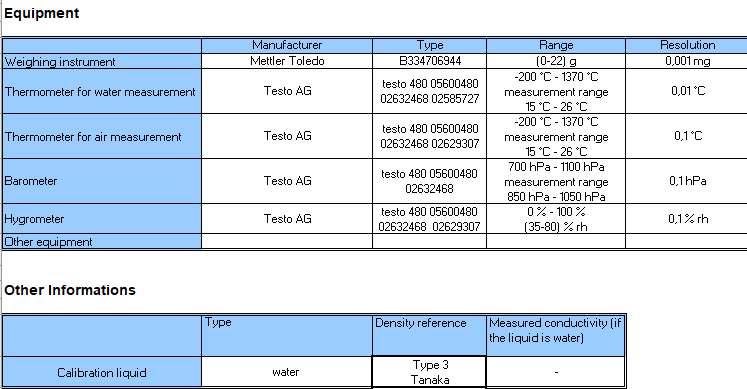 Equipment
Manufacturer Type Range Resolution
Weighing instrument Mettler Toledo B334706944 (0-22) g 0,001 mg
Thermometer for water measurement Testo AG testo 480 05600480 02632468 02585727 -200 °C - 1370 °C measurement range 15 °C - 26 °C 0,01 °C
Thermometer for air measurement Testo AG testo 480 05600480 02632468 02629307 -200 °C - 1370 °C measurement range 15 °C - 26 °C 0,1 °C
Barometer Testo AG testo 480 05600480 02632468 700 hPa - 1100 hPa measurement range 850 hPa - 1050 hPa 0,1 hPa
Hygrometer Testo AG testo 480 05600480 02632468 02629307 0 % - 100 % (35-80) % rh 0,1 % rh
Other equipment
Other Informations
Type Density reference Measured conductivity (if the liquid is water)
Calibration liquid water Type 3 Tanaka -